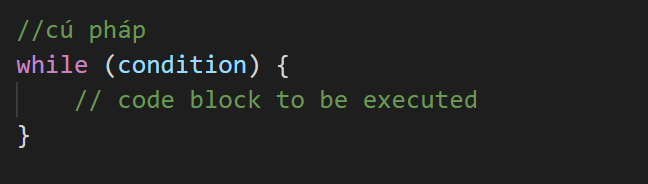 //cú pháp
while (condition) {
    // code block to be executed
}